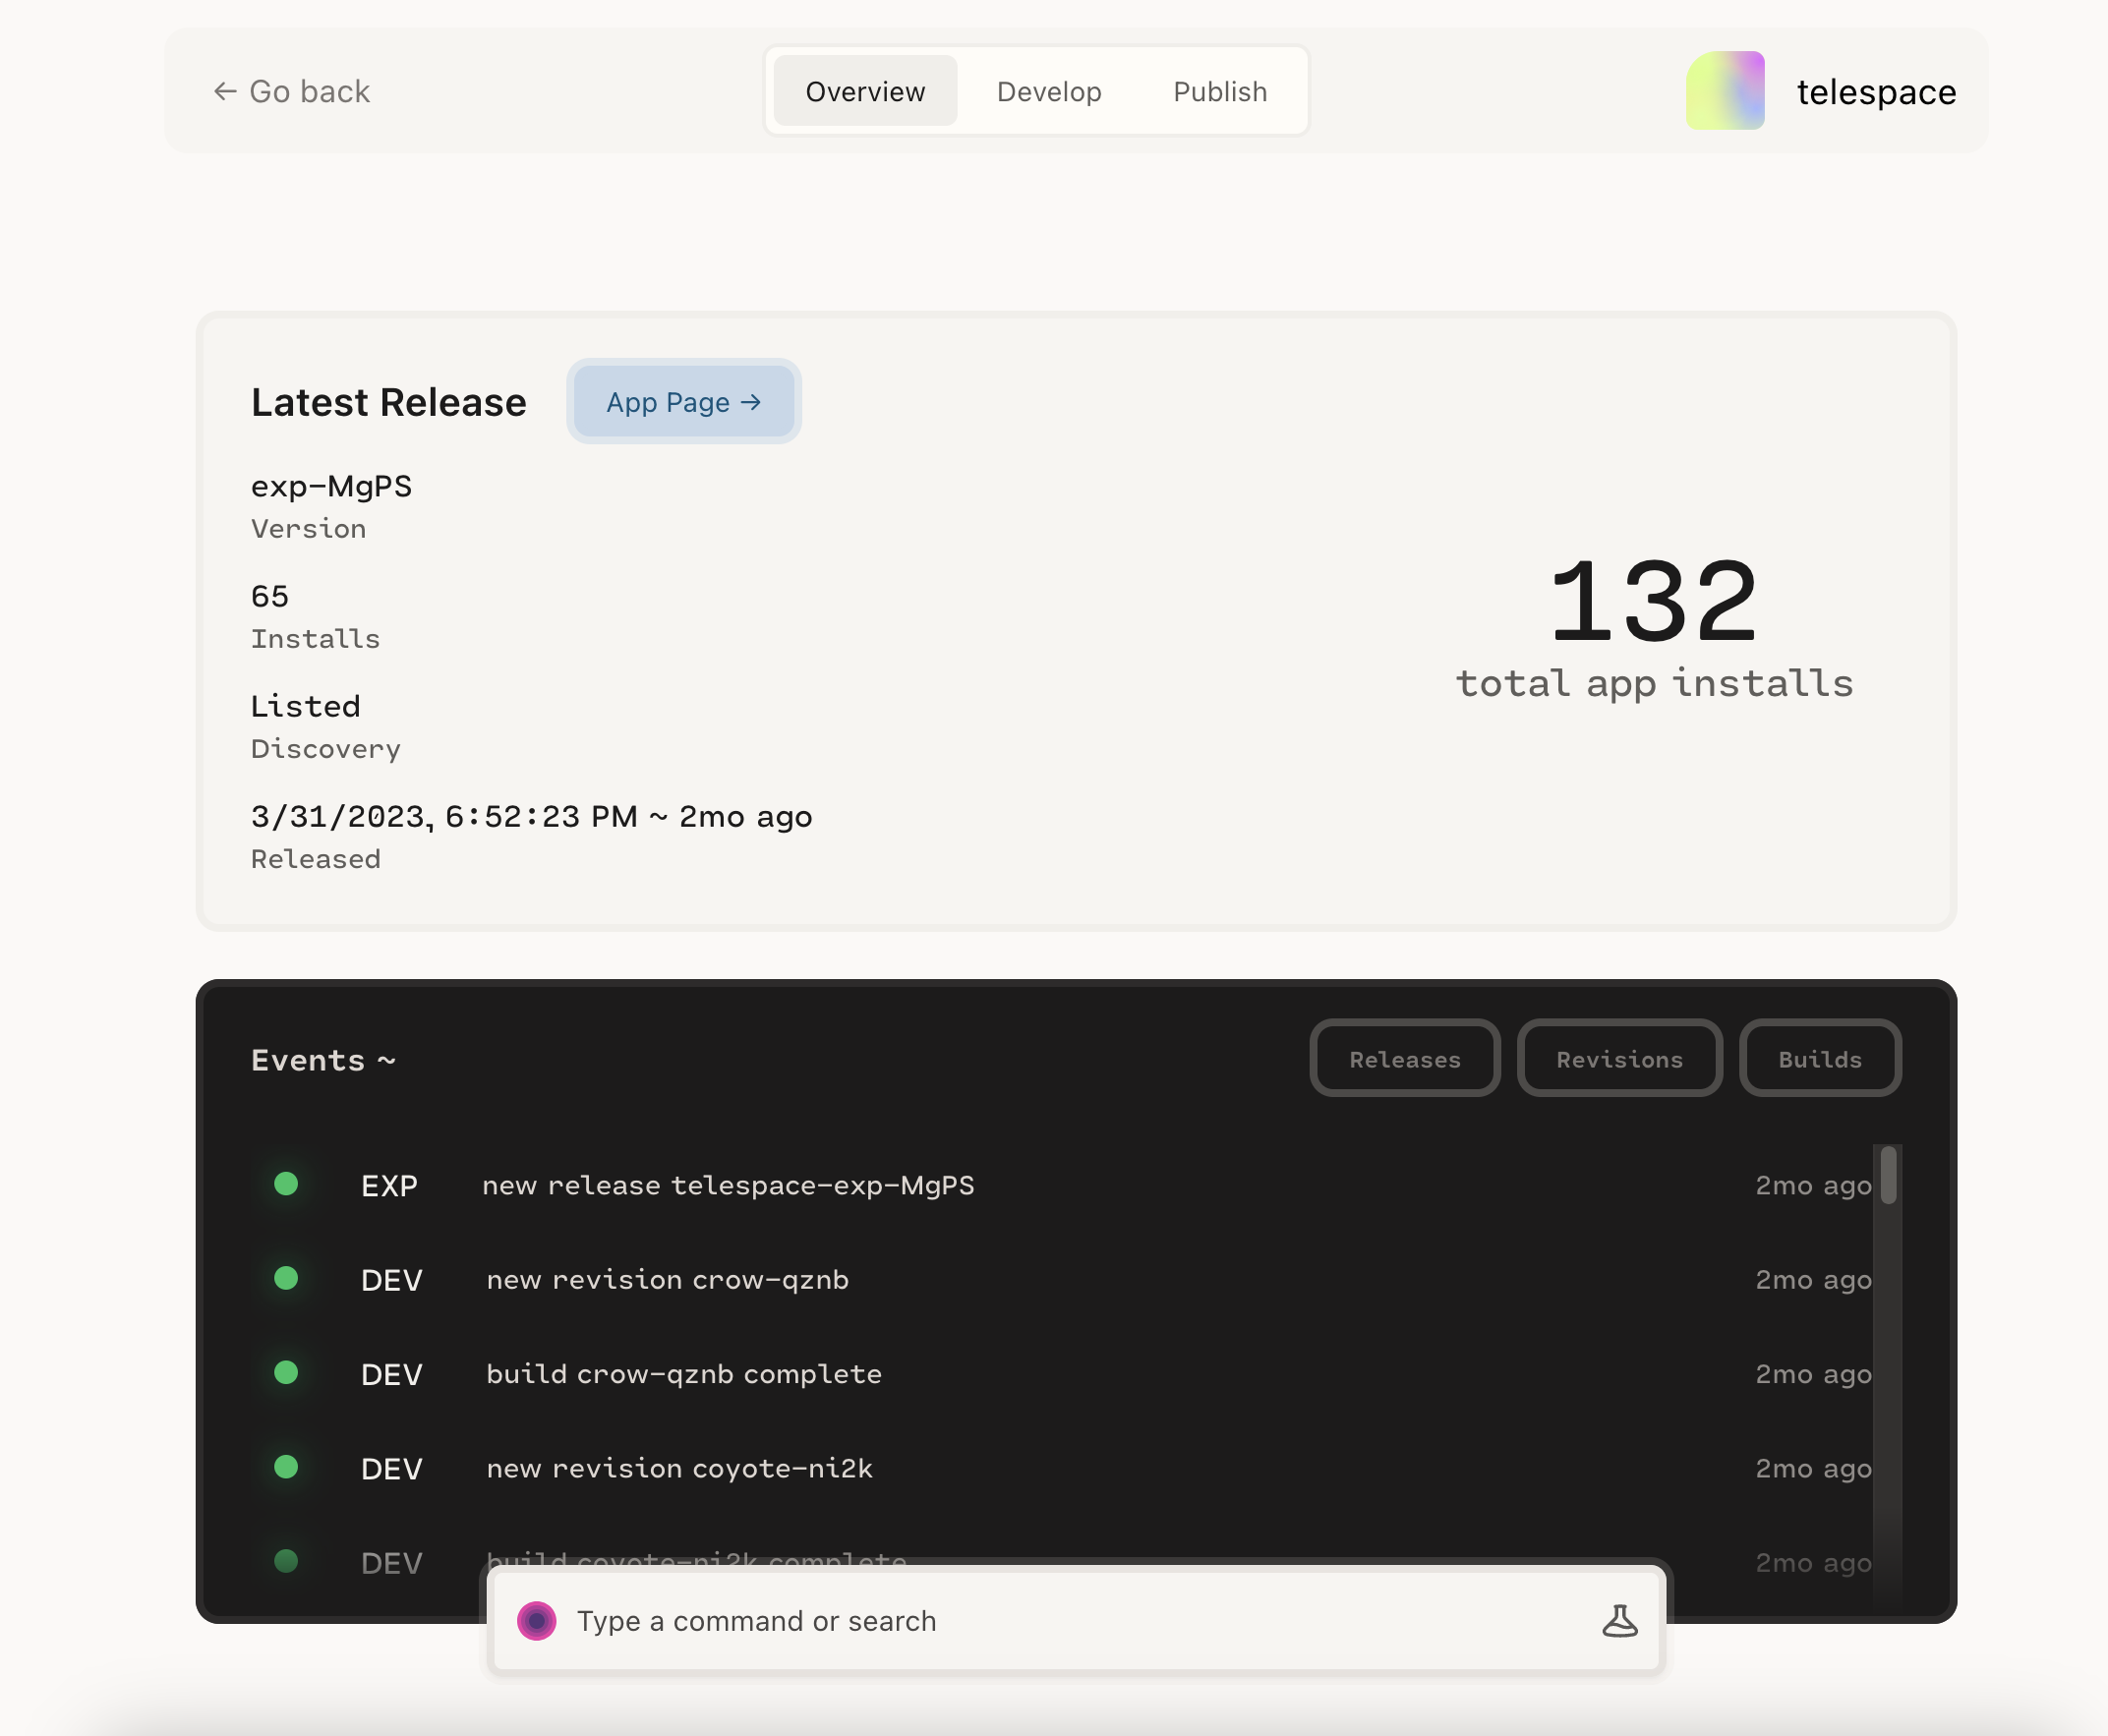 ← Go back
Overview
Develop
Publish
telespace
Latest Release
App Page →
exp-MgPS
Version
65
Installs
Listed
Discovery
3/31/2023, 6:52:23 PM ~ 2mo ago
Released
132
total app installs
Events ~
Releases
Revisions
Builds
EXP new release telespace-exp-MgPS 2mo ago
DEV new revision crow-qznb 2mo ago
DEV build crow-qznb complete 2mo ago
DEV new revision coyote-ni2k 2mo ago
DEV build coyote-ni2k complete 2mo ago
Type a command or search